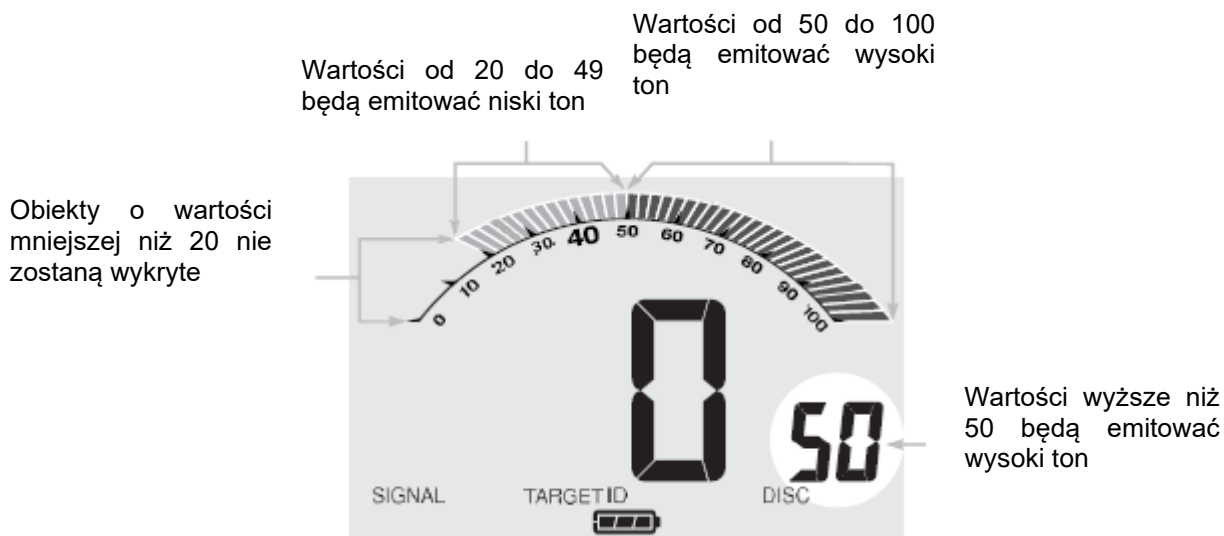 Wartości od 50 do 100
będą emitować wysoki
ton
Wartości od 20 do 49
będą emitować niski ton
Obiekty o wartości
mniejszej niż 20 nie
zostaną wykryte
0 10 20 30 40 50 60 70 80 90 100
0
50
Wartości wyższe niż
50 będą emitować
wysoki ton
SIGNAL TARGET ID DISC